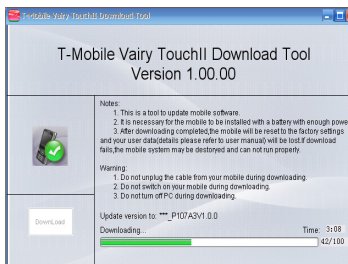 T-Mobile Vairy TouchII Download Tool
T-Mobile Vairy TouchII Download Tool
Version 1.00.00
Notes:
1. This is a tool to update mobile software.
2. It is necessary for the mobile to be installed with a battery with enough powe
3. After downloading completed,the mobile will be reset to the factory settings
and your user data(details please refer to user manual) will be lost.If download
fails,the mobile system may be destoryed and can not run properly.
Warning:
1. Do not unplug the cable from your mobile during downloading.
2. Do not switch on your mobile during downloading.
3. Do not turn off PC during downloading.
DownLoad
Update version to: ***_P107A3V1.0.0
Downloading... Time: 3:08
42/100